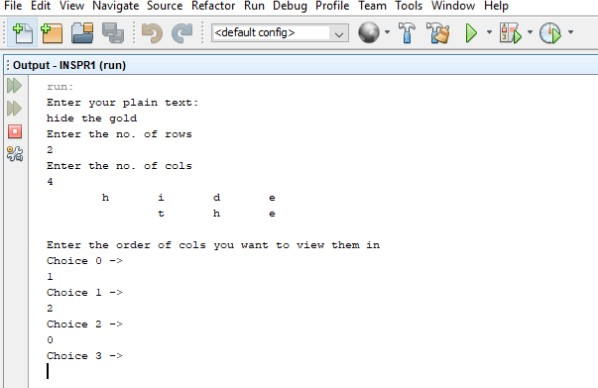 File Edit View Navigate Source Refactor Run Debug Profile Team Tools Window Help
<default config>
Output - INSPR1 (run)
run:
Enter your plain text:
hide the gold
Enter the no. of rows
2
Enter the no. of cols
4
h i d e
t h e
Enter the order of cols you want to view them in
Choice 0 ->
1
Choice 1 ->
2
Choice 2 ->
0
Choice 3 ->